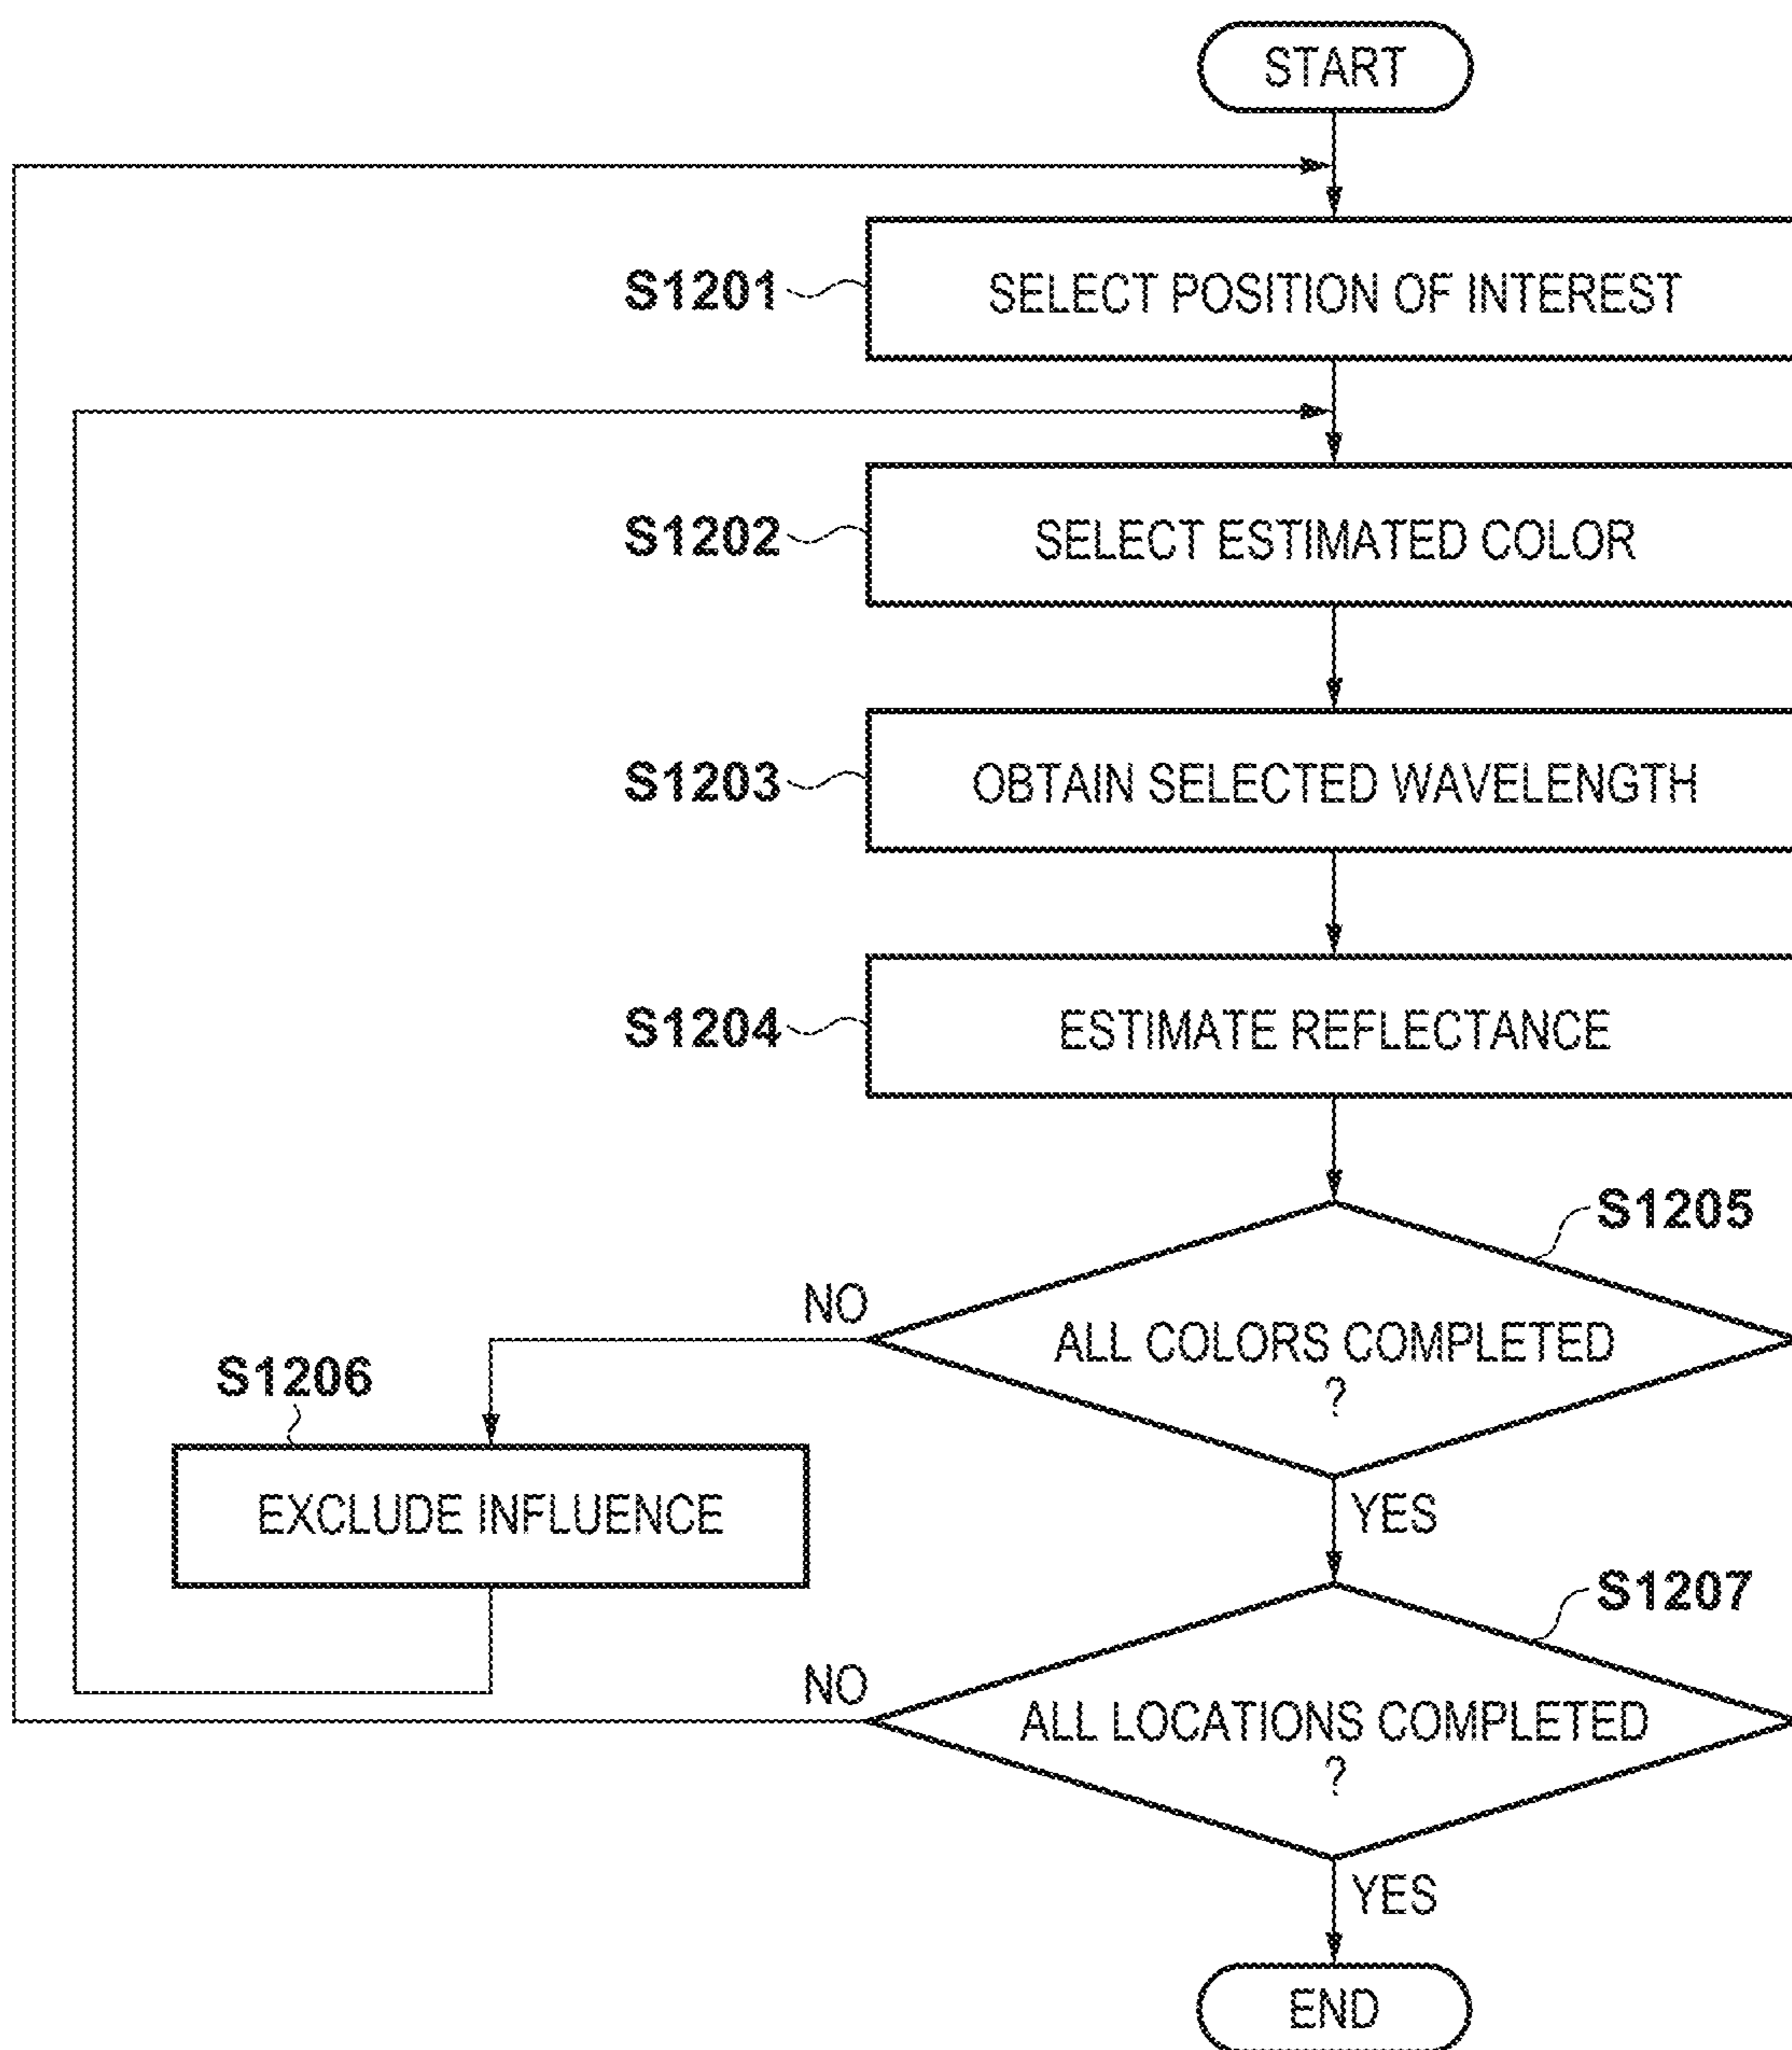 START
S1201
SELECT POSITION OF INTEREST
S1202
SELECT ESTIMATED COLOR
S1203
OBTAIN SELECTED WAVELENGTH
S1204
ESTIMATE REFLECTANCE
S1205
NO
ALL COLORS COMPLETED
?
S1206
EXCLUDE INFLUENCE
YES
S1207
NO
ALL LOCATIONS COMPLETED
?
YES
END